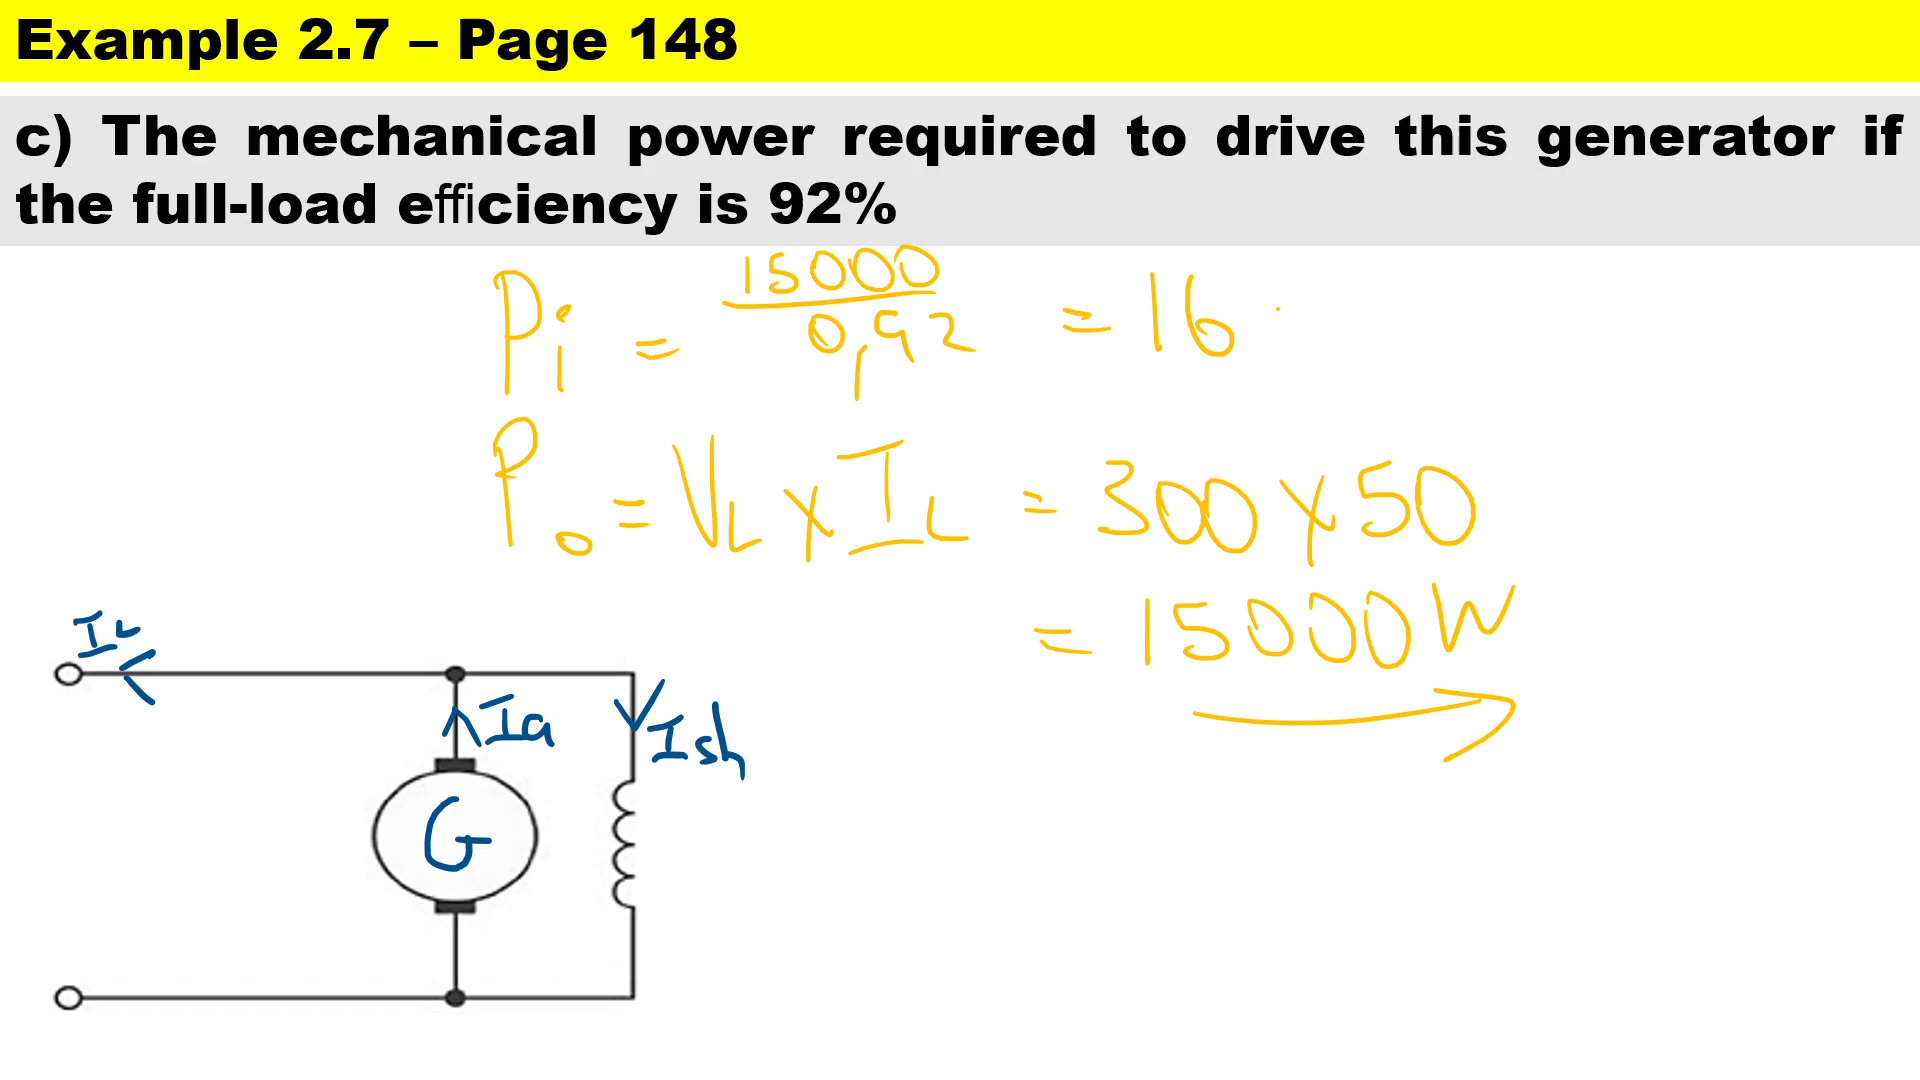 Example 2.7 – Page 148
c) The mechanical power required to drive this generator if
the full-load efficiency is 92%
Pi = 15000 / 0,92 = 16.
Po = VL x IL = 300 x 50
= 15000 W
IL
Ia
Ish
G